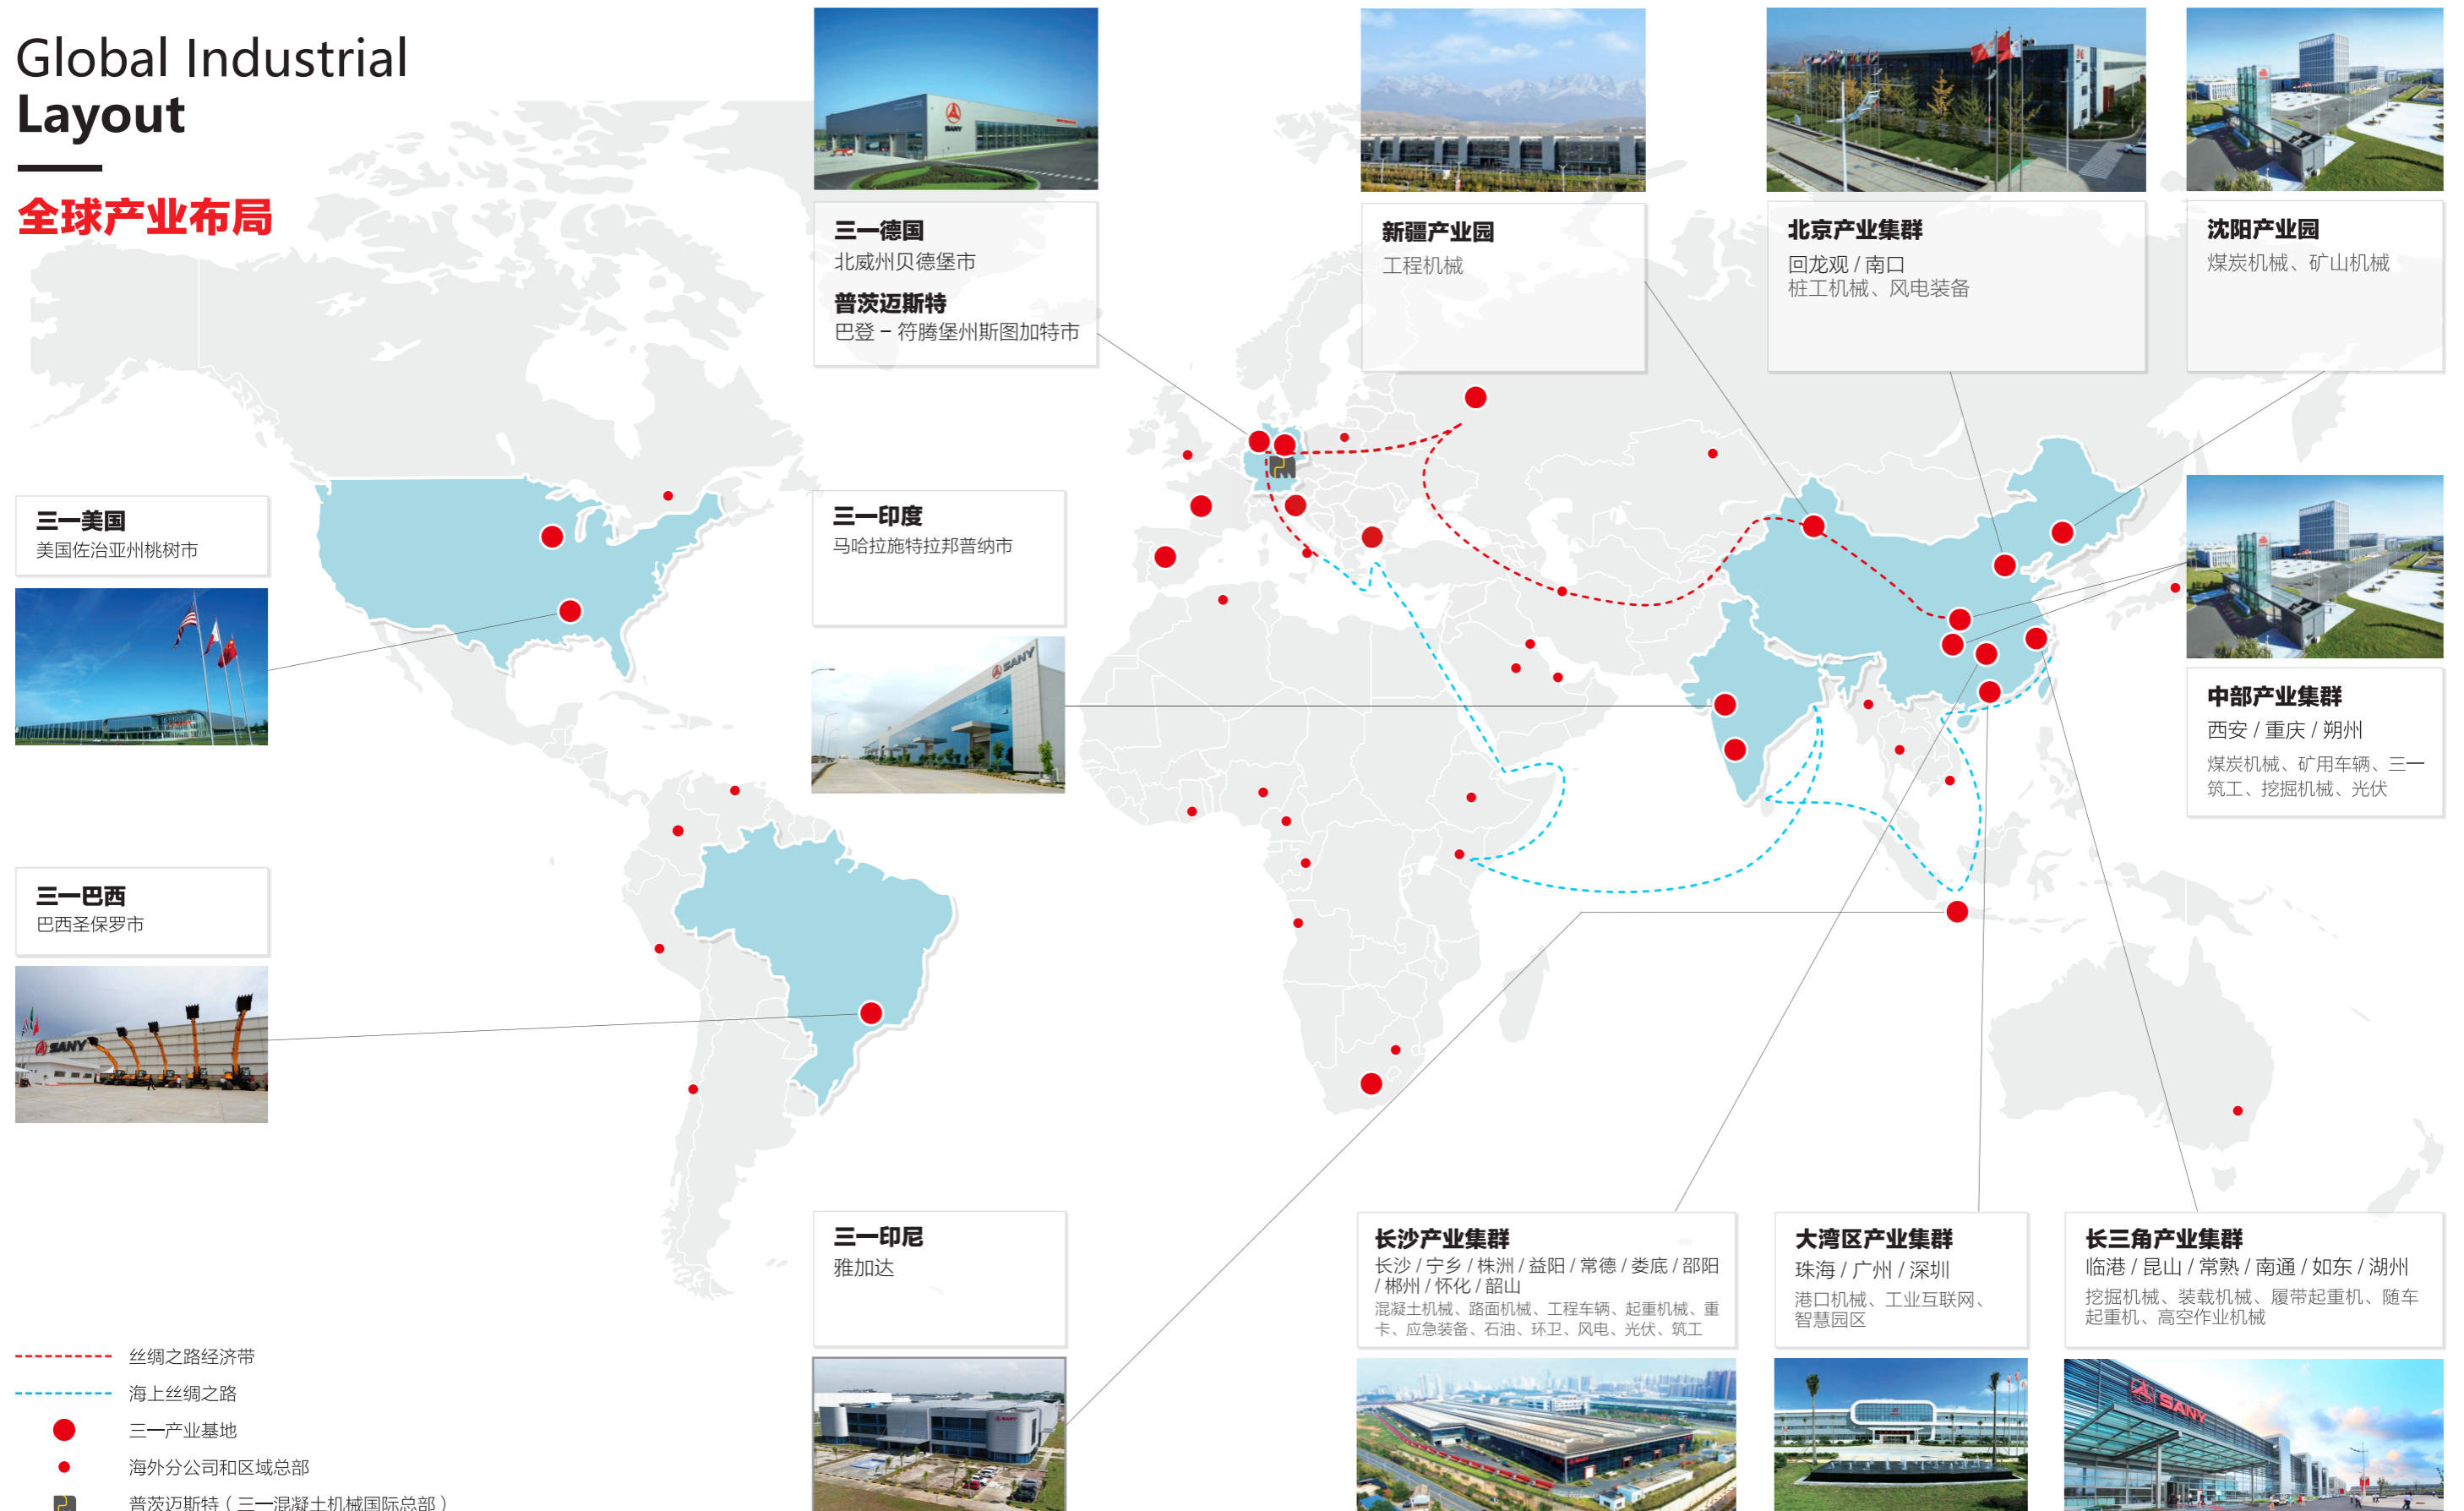 Global Industrial
Layout
全球产业布局
三一德国
北威州贝德堡市
普茨迈斯特
巴登 – 符腾堡州斯图加特市
新疆产业园
工程机械
北京产业集群
回龙观 / 南口
桩工机械、风电装备
沈阳产业园
煤炭机械、矿山机械
三一美国
美国佐治亚州桃树市
三一印度
马哈拉施特拉邦普纳市
中部产业集群
西安 / 重庆 / 朔州
煤炭机械、矿用车辆、三一
筑工、挖掘机械、光伏
三一巴西
巴西圣保罗市
三一印尼
雅加达
长沙产业集群
长沙 / 宁乡 / 株洲 / 益阳 / 常德 / 娄底 / 邵阳
/ 郴州 / 怀化 / 韶山
混凝土机械、路面机械、工程车辆、起重机械、重
卡、应急装备、石油、环卫、风电、光伏、筑工
大湾区产业集群
珠海 / 广州 / 深圳
港口机械、工业互联网、
智慧园区
长三角产业集群
临港 / 昆山 / 常熟 / 南通 / 如东 / 湖州
挖掘机械、装载机械、履带起重机、随车
起重机、高空作业机械
丝绸之路经济带
海上丝绸之路
三一产业基地
海外分公司和区域总部
普茨迈斯特（三一混凝土机械国际总部）
SANY
SANY
SANY
SANY
SANY